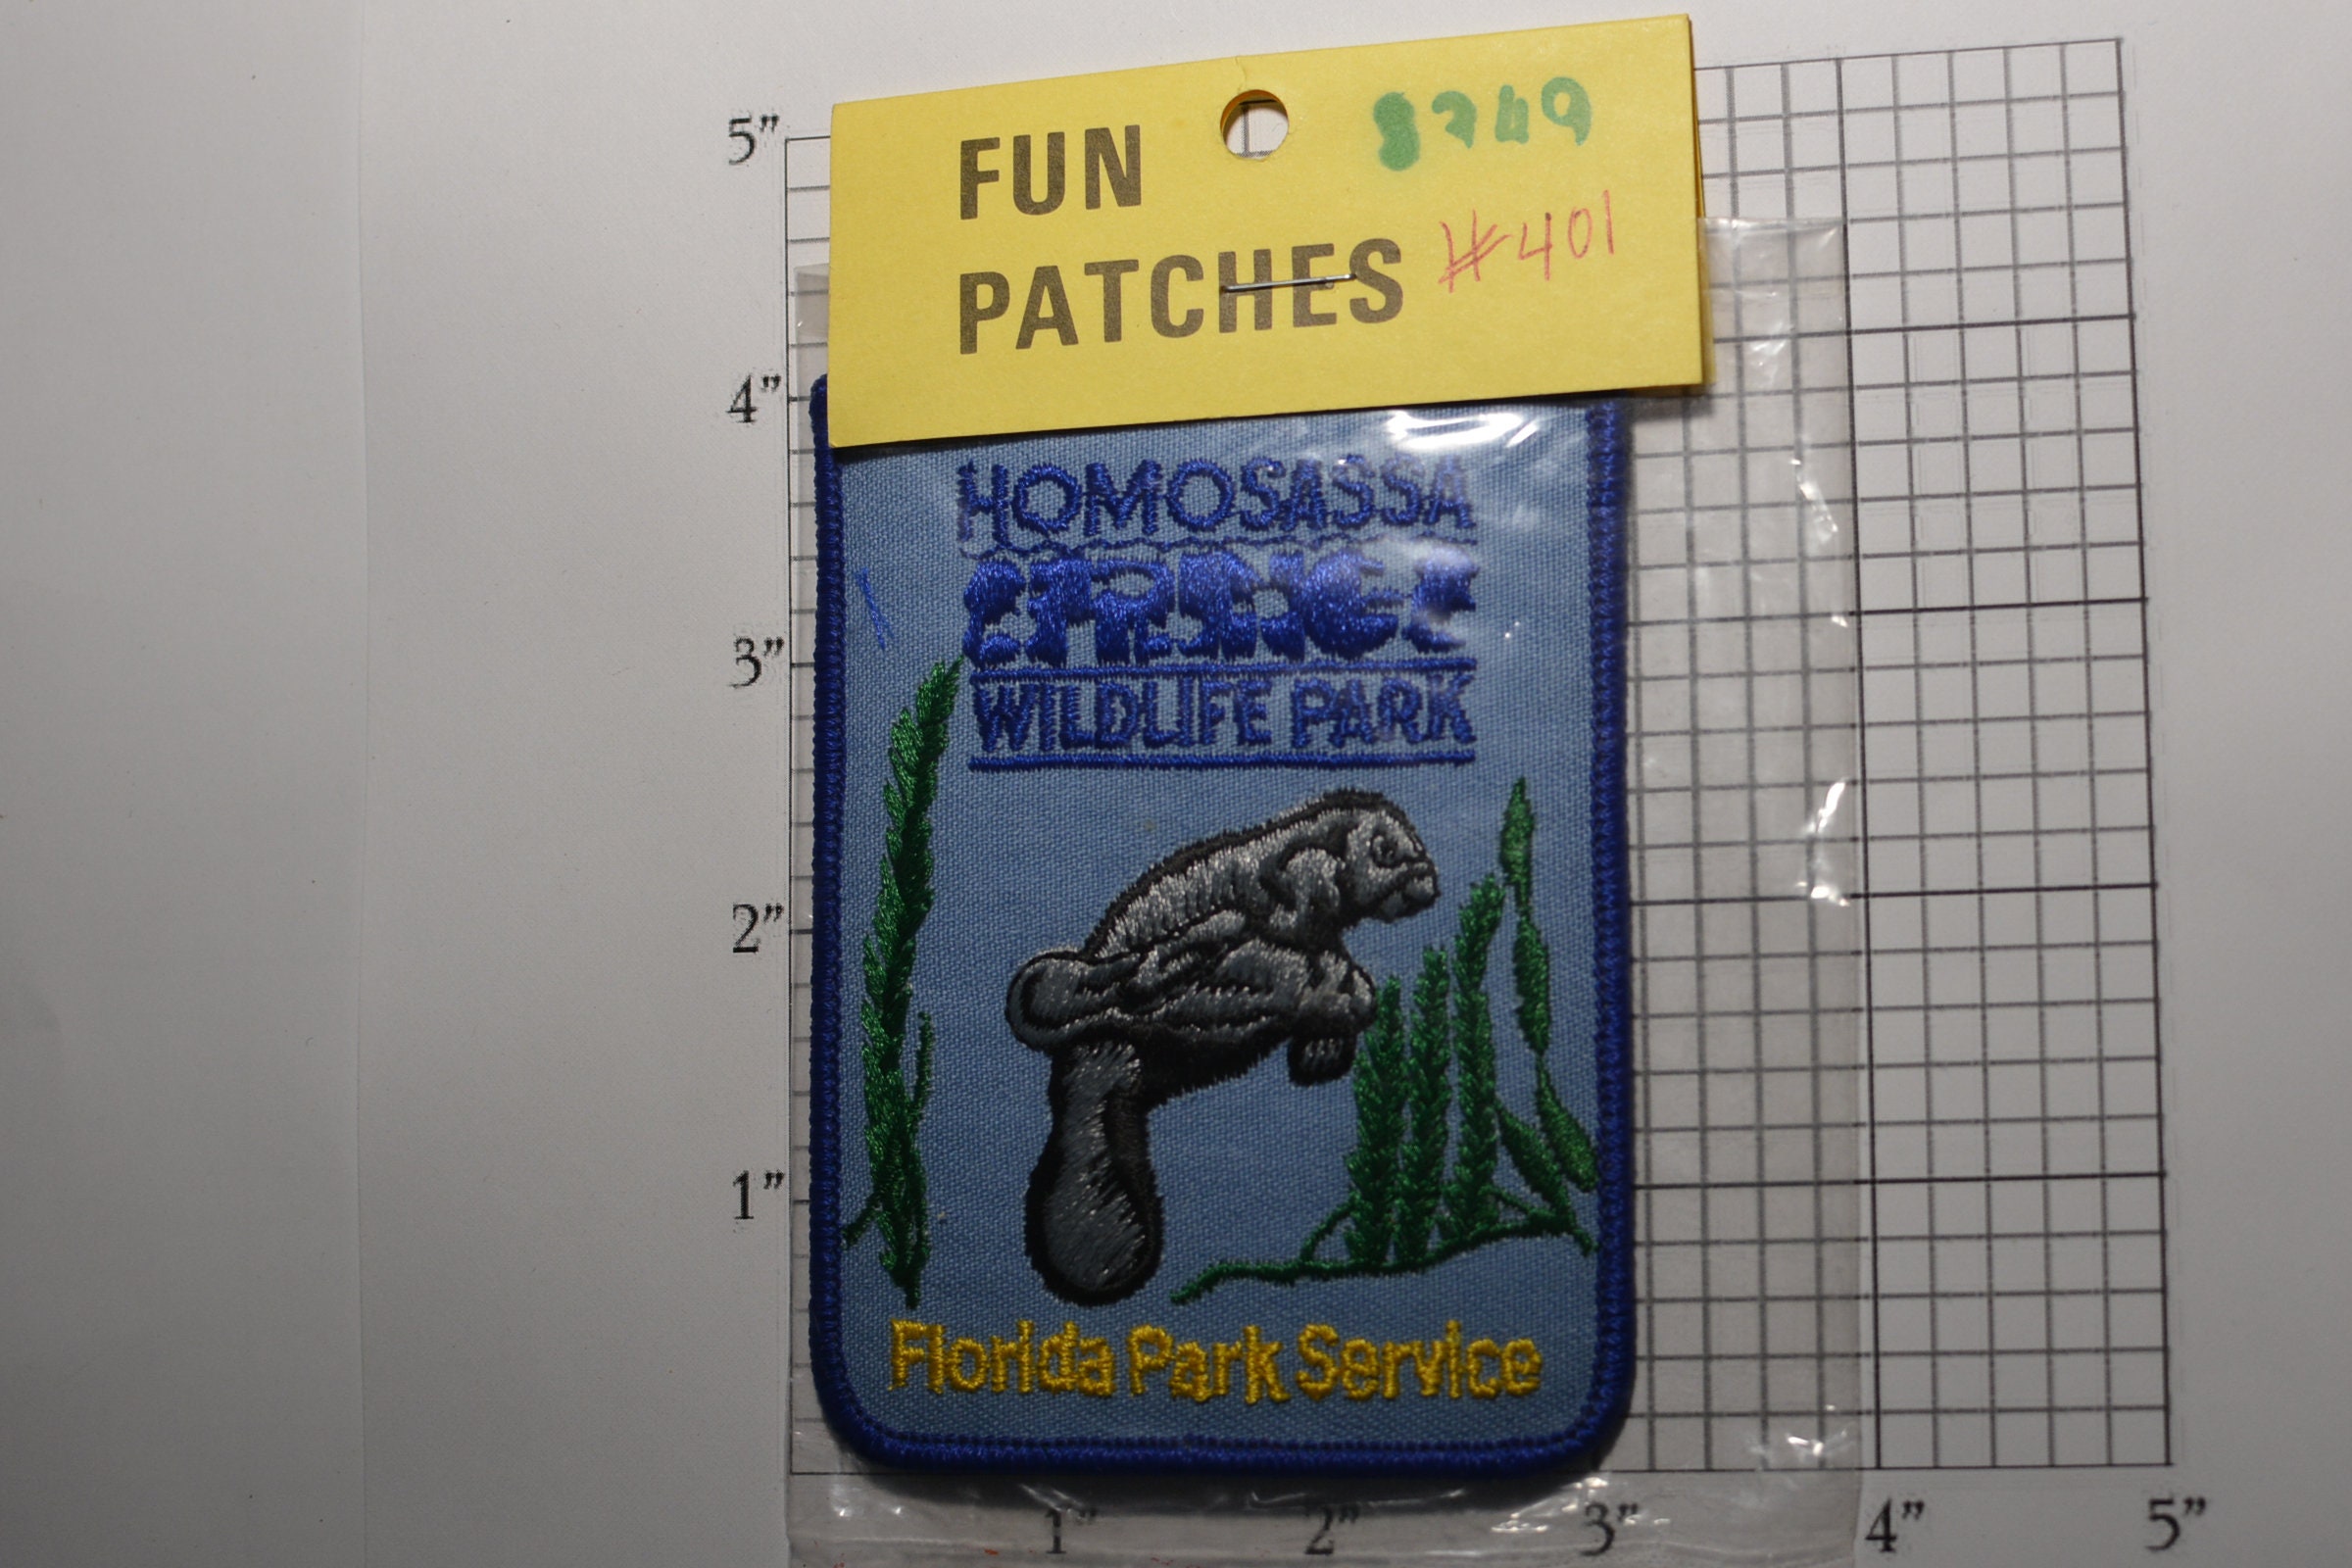 FUN
PATCHES
#401
HOMOSASSA
SPRINGS
WILDLIFE PARK
Florida Park Service
5”
4”
3”
2”
1”
1” 2” 3” 4” 5”